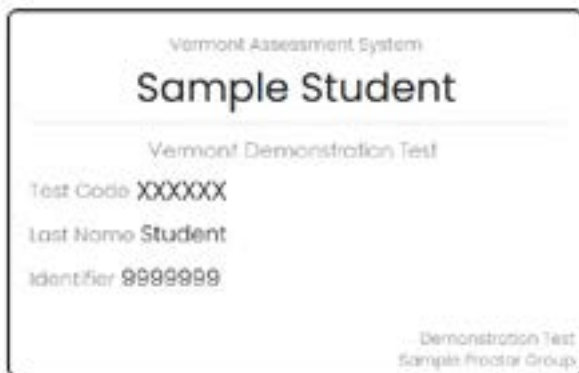 Vermont Assessment System
Sample Student
Vermont Demonstration Test
Test Code XXXXXX
Last Name Student
Identifier 9999999
Demonstration Test
Sample Proctor Group